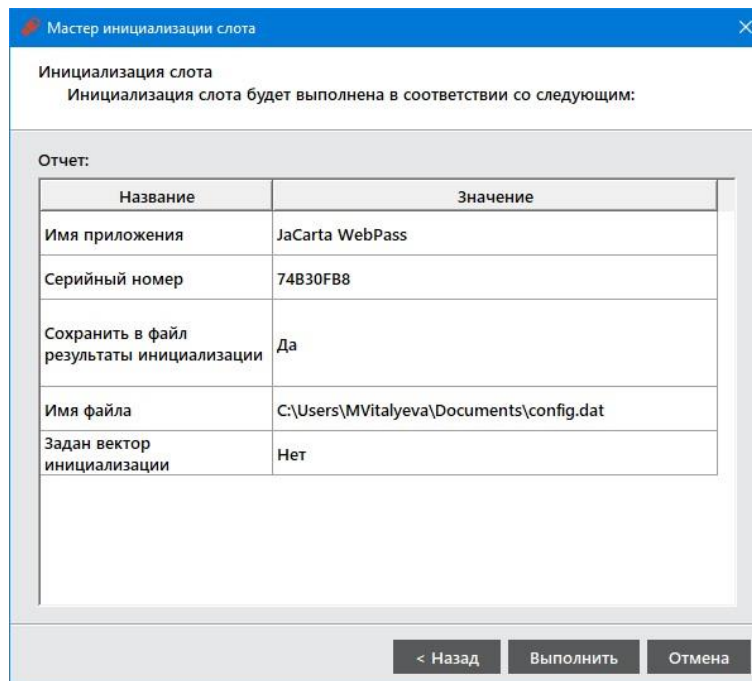 Мастер инициализации слота
Инициализация слота
Инициализация слота будет выполнена в соответствии со следующим:
Отчет:
Название Значение
Имя приложения JaCarta WebPass
Серийный номер 74B30FB8
Сохранить в файл
результаты инициализации Да
Имя файла C:\Users\MVitalyeva\Documents\config.dat
Задан вектор
инициализации Нет
< Назад Выполнить Отмена